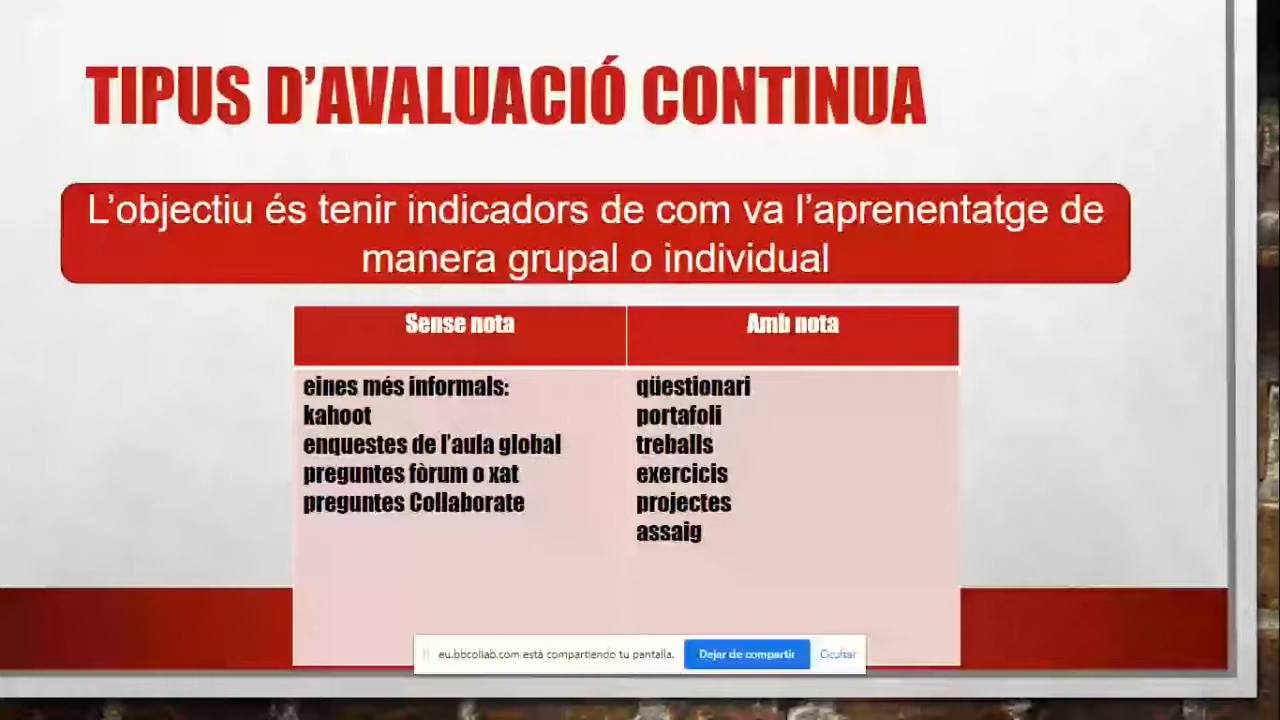 TIPUS D'AVALUACIÓ CONTINUA
L'objectiu és tenir indicadors de com va l'aprenentatge de
manera grupal o individual
Sense nota
Amb nota
eines més informals:
kahoot
enquestes de l'aula global
preguntes fòrum o xat
preguntes Collaborate
qüestionari
portafoli
treballs
exercicis
projectes
assaig
eu.bbcollab.com está compartiendo tu pantalla.
Dejar de compartir
Ocultar